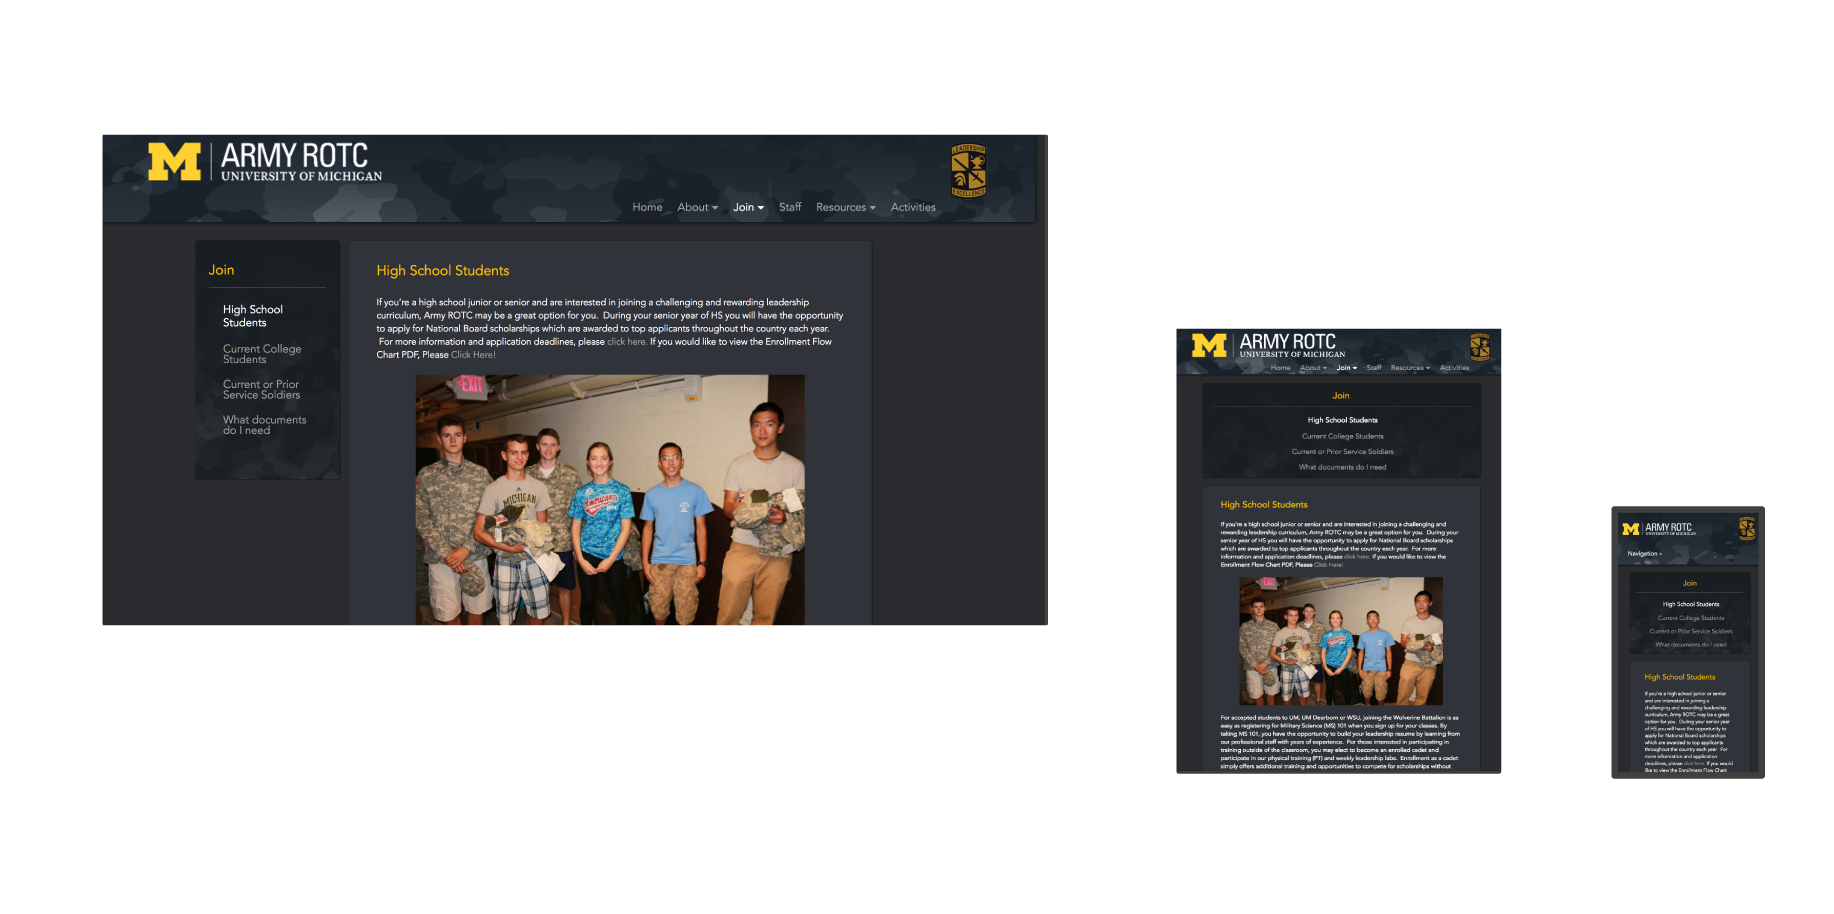 M | ARMY ROTC
UNIVERSITY OF MICHIGAN
LEADERSHIP
EXCELLENCE
Home About Join Staff Resources Activities
Join
High School
Students
Current College
Students
Current or Prior
Service Soldiers
What documents
do I need
High School Students
If you're a high school junior or senior and are interested in joining a challenging and rewarding leadership
curriculum, Army ROTC may be a great option for you. During your senior year of HS you will have the opportunity
to apply for National Board scholarships which are awarded to top applicants throughout the country each year.
For more information and application deadlines, please click here. If you would like to view the Enrollment Flow
Chart PDF, Please Click Here!
EXIT
MICHIGAN
American
M | ARMY ROTC
UNIVERSITY OF MICHIGAN
Home About Join Staff Resources Activities
Join
High School Students
Current College Students
Current or Prior Service Soldiers
What documents do I need
High School Students
If you're a high school junior or senior and are interested in joining a challenging and
rewarding leadership curriculum, Army ROTC may be a great option for you. During your
senior year of HS you will have the opportunity to apply for National Board scholarships
which are awarded to top applicants throughout the country each year. For more
information and application deadlines, please click here. If you would like to view the
Enrollment Flow Chart PDF, Please Click Here!
For accepted students to UM, UM Dearborn or WSU, joining the Wolverine Battalion is as
easy as registering for Military Science (MS) 101 when you sign up for your classes. By
taking MS 101, you have the opportunity to build your leadership resume by learning from
our professional staff with years of experience. For those interested in participating in
training outside of the classroom, you may elect to become an enrolled cadet and
participate in our physical training (PT) and weekly leadership labs. Enrollment as a cadet
simply offers additional training and opportunities to compete for scholarships without
M | ARMY ROTC
UNIVERSITY OF MICHIGAN
Navigation
Join
High School Students
Current College Students
Current or Prior Service Soldiers
What documents do I need
High School Students
If you're a high school junior or senior
and are interested in joining a
challenging and rewarding leadership
curriculum, Army ROTC may be a great
option for you. During your senior year
of HS you will have the opportunity to
apply for National Board scholarships
which are awarded to top applicants
throughout the country each year. For
more information and application
deadlines, please click here. If you would
like to view the Enrollment Flow Chart